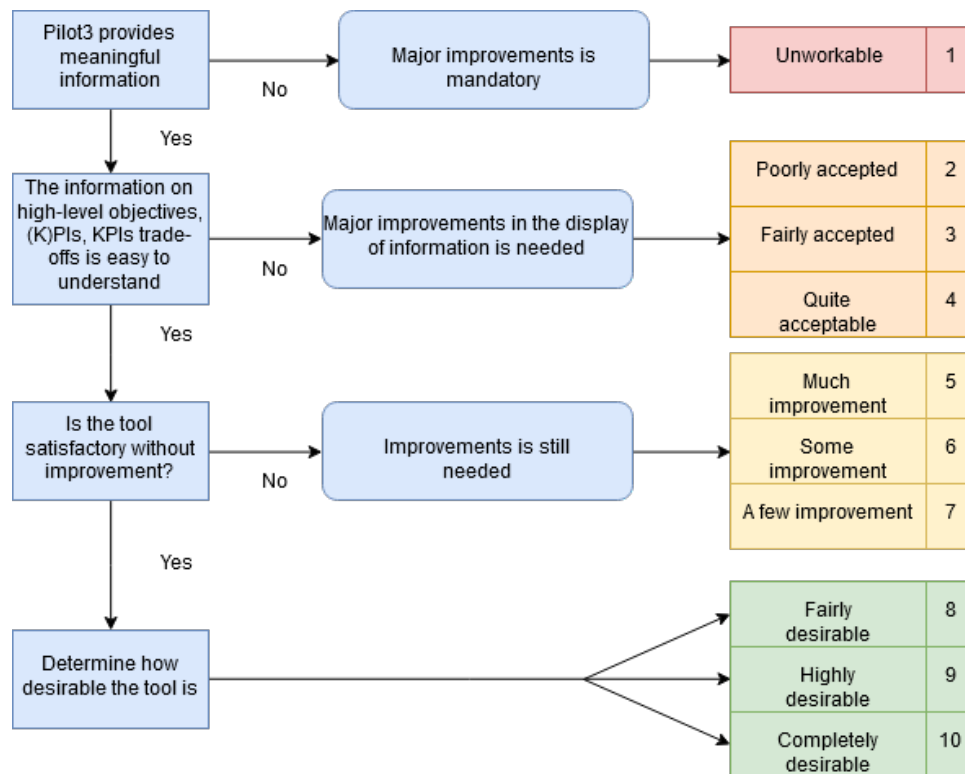 Pilot3 provides
meaningful
information
No
Major improvements is
mandatory
Unworkable 1
Yes
The information on
high-level objectives,
(K)PIs, KPIs trade-
offs is easy to
understand
No
Major improvements in the display
of information is needed
Poorly accepted 2
Fairly accepted 3
Quite 4
acceptable
Yes
Is the tool
satisfactory without
improvement?
No
Improvements is still
needed
Much 5
improvement
Some 6
improvement
A few improvement 7
Yes
Determine how
desirable the tool is
Fairly 8
desirable
Highly 9
desirable
Completely 10
desirable